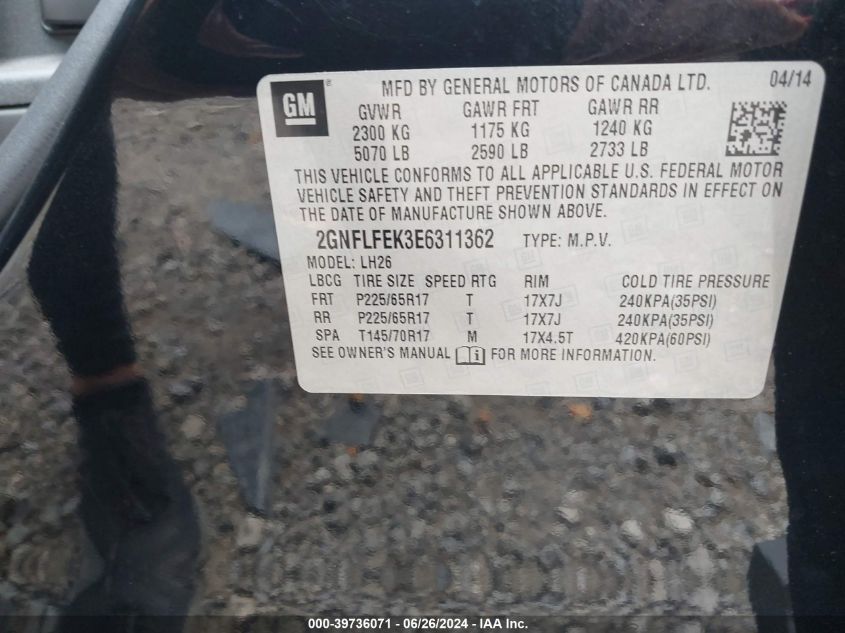 GM
MFD BY GENERAL MOTORS OF CANADA LTD. 04/14
GVWR GAWR FRT GAWR RR
2300 KG 1175 KG 1240 KG
5070 LB 2590 LB 2733 LB
THIS VEHICLE CONFORMS TO ALL APPLICABLE U.S. FEDERAL MOTOR
VEHICLE SAFETY AND THEFT PREVENTION STANDARDS IN EFFECT ON
THE DATE OF MANUFACTURE SHOWN ABOVE.
2GNFLFEK3E6311362 TYPE: M.P.V.
MODEL: LH26
LBCG TIRE SIZE SPEED RTG RIM COLD TIRE PRESSURE
FRT P225/65R17 T 17X7J 240KPA(35PSI)
RR P225/65R17 T 17X7J 240KPA(35PSI)
SPA T145/70R17 M 17X4.5T 420KPA(60PSI)
SEE OWNER'S MANUAL i FOR MORE INFORMATION.
000-39736071 - 06/26/2024 - IAA Inc.